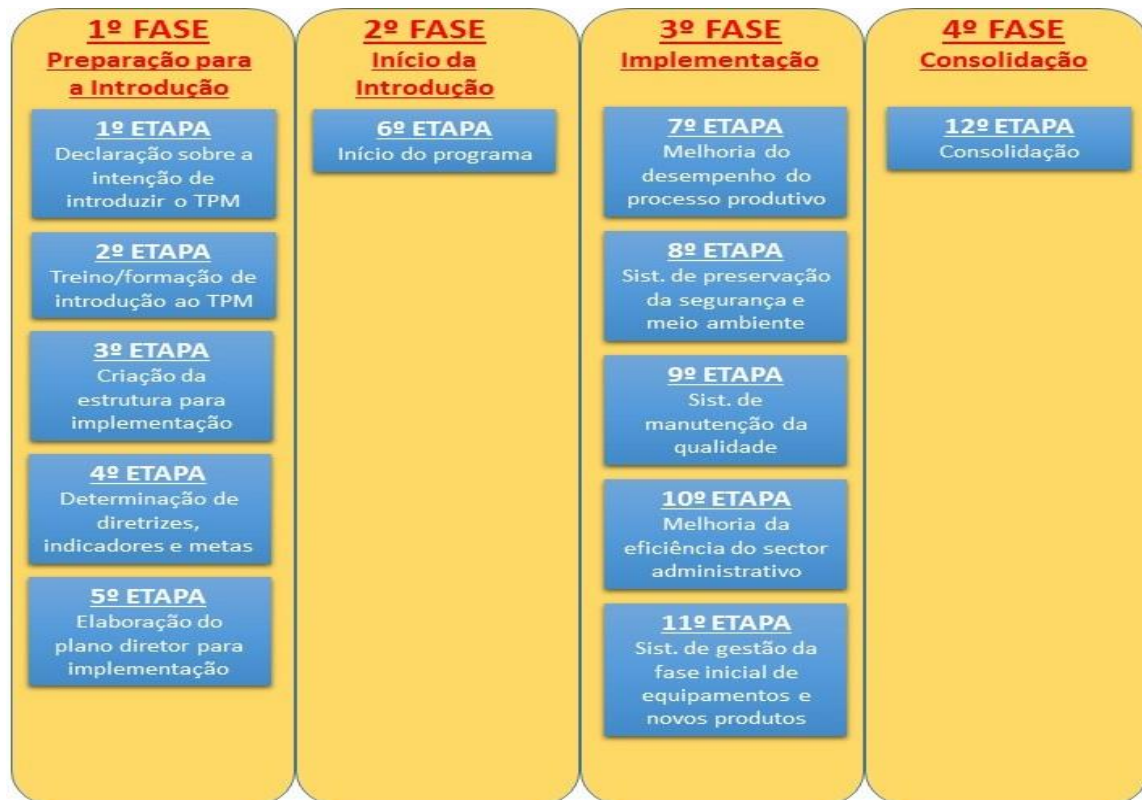 1º FASE
Preparação para
a Introdução
1º ETAPA
Declaração sobre a
intenção de
introduzir o TPM
2º ETAPA
Treino/formação de
introdução ao TPM
3º ETAPA
Criação da
estrutura para
implementação
4º ETAPA
Determinação de
diretrizes,
indicadores e metas
5º ETAPA
Elaboração do
plano diretor para
implementação
2º FASE
Início da
Introdução
6º ETAPA
Início do programa
3º FASE
Implementação
7º ETAPA
Melhoria do
desempenho do
processo produtivo
8º ETAPA
Sist. de preservação
da segurança e
meio ambiente
9º ETAPA
Sist. de
manutenção da
qualidade
10º ETAPA
Melhoria da
eficiência do sector
administrativo
11º ETAPA
Sist. de gestão da
fase inicial de
equipamentos e
novos produtos
4º FASE
Consolidação
12º ETAPA
Consolidação